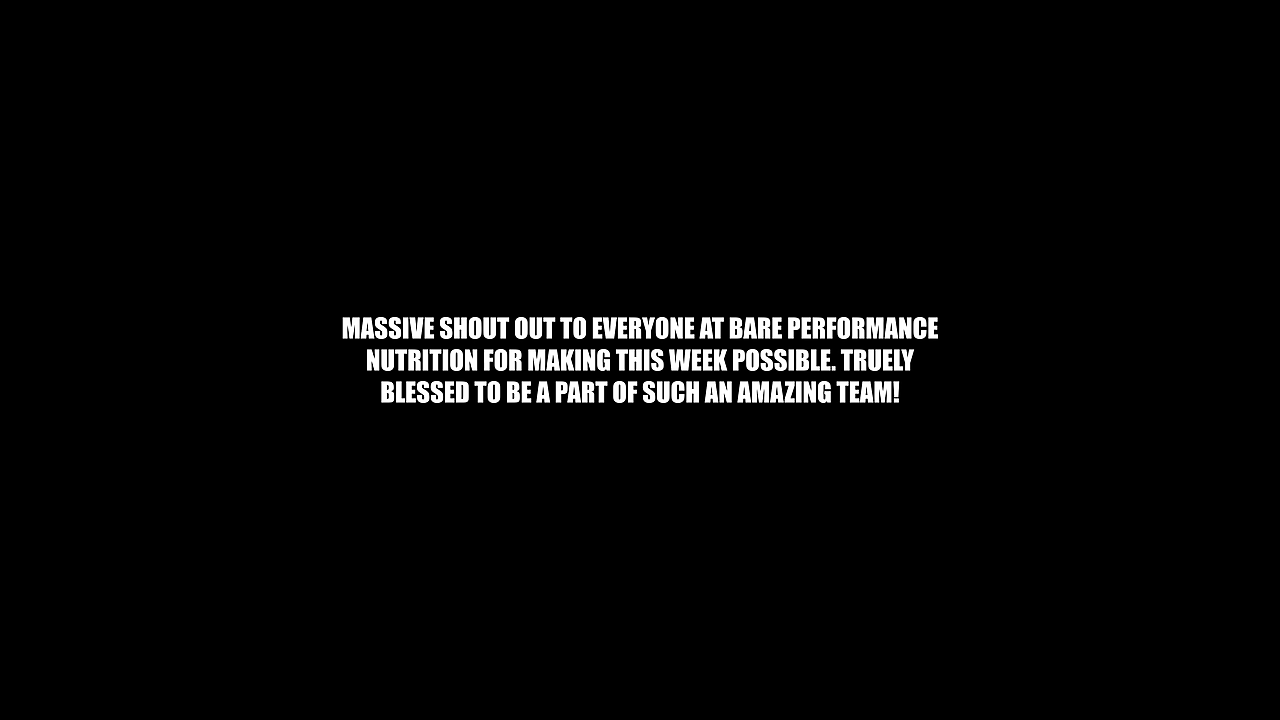 MASSIVE SHOUT OUT TO EVERYONE AT BARE PERFORMANCE
NUTRITION FOR MAKING THIS WEEK POSSIBLE. TRUELY
BLESSED TO BE A PART OF SUCH AN AMAZING TEAM!